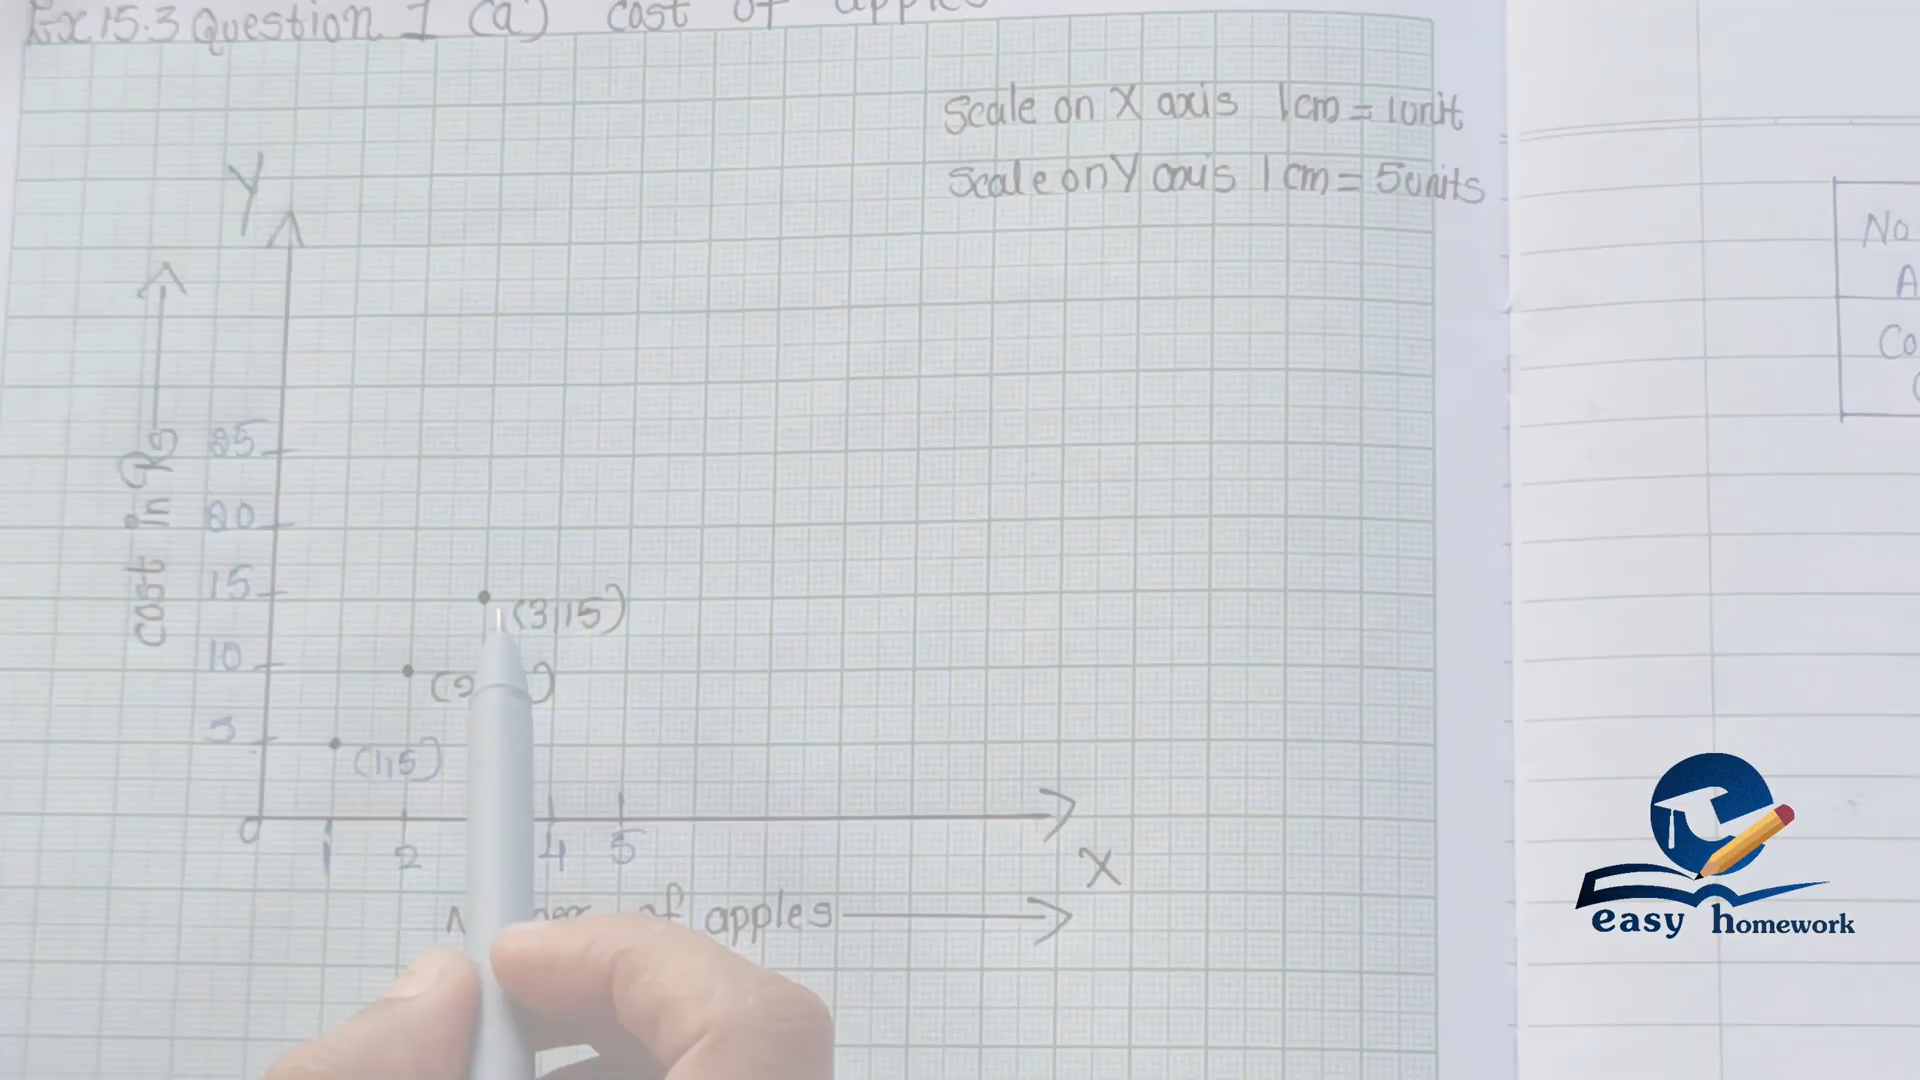 Ex 15.3 Question 1 (a) cost of apples
Scale on X axis 1cm = 1unit
Scale on Y axis 1cm = 5units
Y
cost in Rs
25
20
15
10
5
0
(3,15)
(1,5)
1 2 4 5
X
of apples
No
A
Co
easy homework